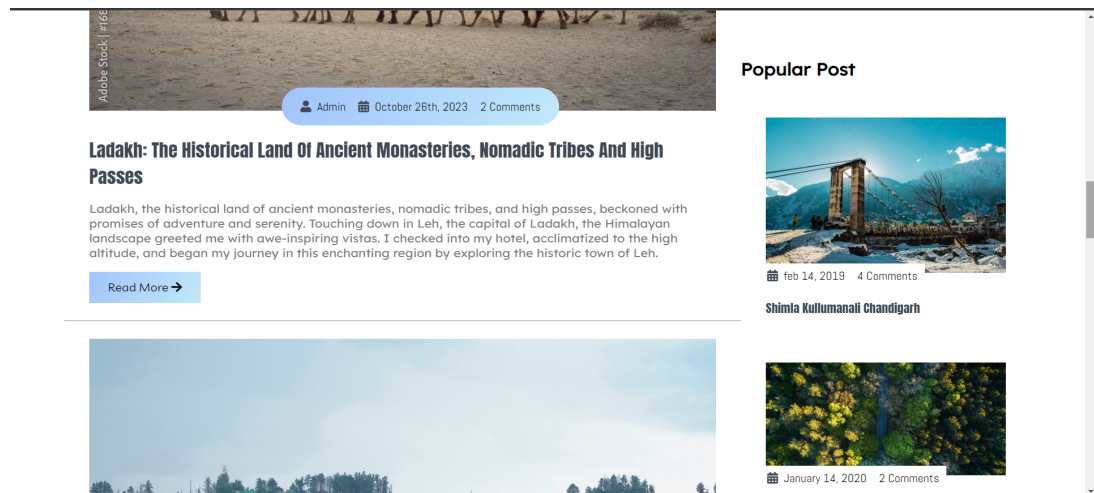 Adobe Stock | #168
Admin October 26th, 2023 2 Comments
Ladakh: The Historical Land Of Ancient Monasteries, Nomadic Tribes And High
Passes
Ladakh, the historical land of ancient monasteries, nomadic tribes, and high passes, beckoned with
promises of adventure and serenity. Touching down in Leh, the capital of Ladakh, the Himalayan
landscape greeted me with awe-inspiring vistas. I checked into my hotel, acclimatized to the high
altitude, and began my journey in this enchanting region by exploring the historic town of Leh.
Read More
Popular Post
feb 14, 2019 4 Comments
Shimla Kullumanali Chandigarh
January 14, 2020 2 Comments